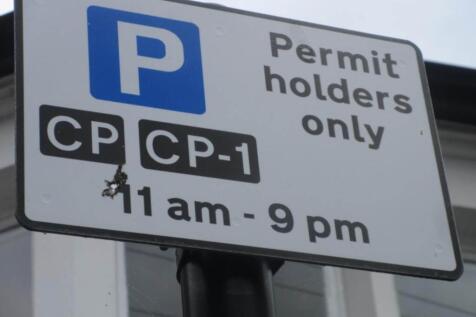 P
Permit
holders
only
CP CP-1
11 am - 9 pm